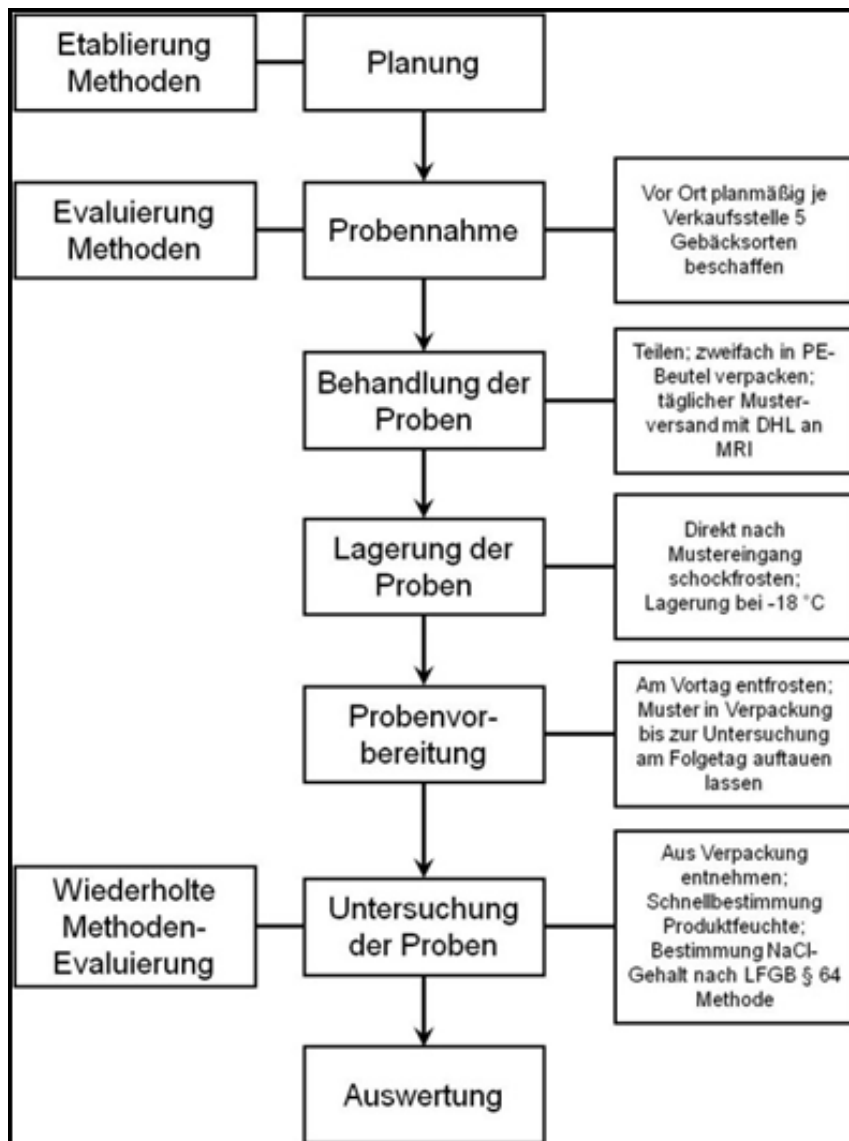 Etablierung
Methoden
Planung
Evaluierung
Methoden
Probennahme
Vor Ort planmäßig je
Verkaufsstelle 5
Gebäcksorten
beschaffen
Behandlung der
Proben
Teilen; zweifach in PE-
Beutel verpacken;
täglicher Muster-
versand mit DHL an
MRI
Lagerung der
Proben
Direkt nach
Mustereingang
schockfrosten;
Lagerung bei -18 °C
Probenvor-
bereitung
Am Vortag entfrosten;
Muster in Verpackung
bis zur Untersuchung
am Folgetag auftauen
lassen
Wiederholte
Methoden-
Evaluierung
Untersuchung
der Proben
Aus Verpackung
entnehmen;
Schnellbestimmung
Produktfeuchte;
Bestimmung NaCl-
Gehalt nach LFGB § 64
Methode
Auswertung